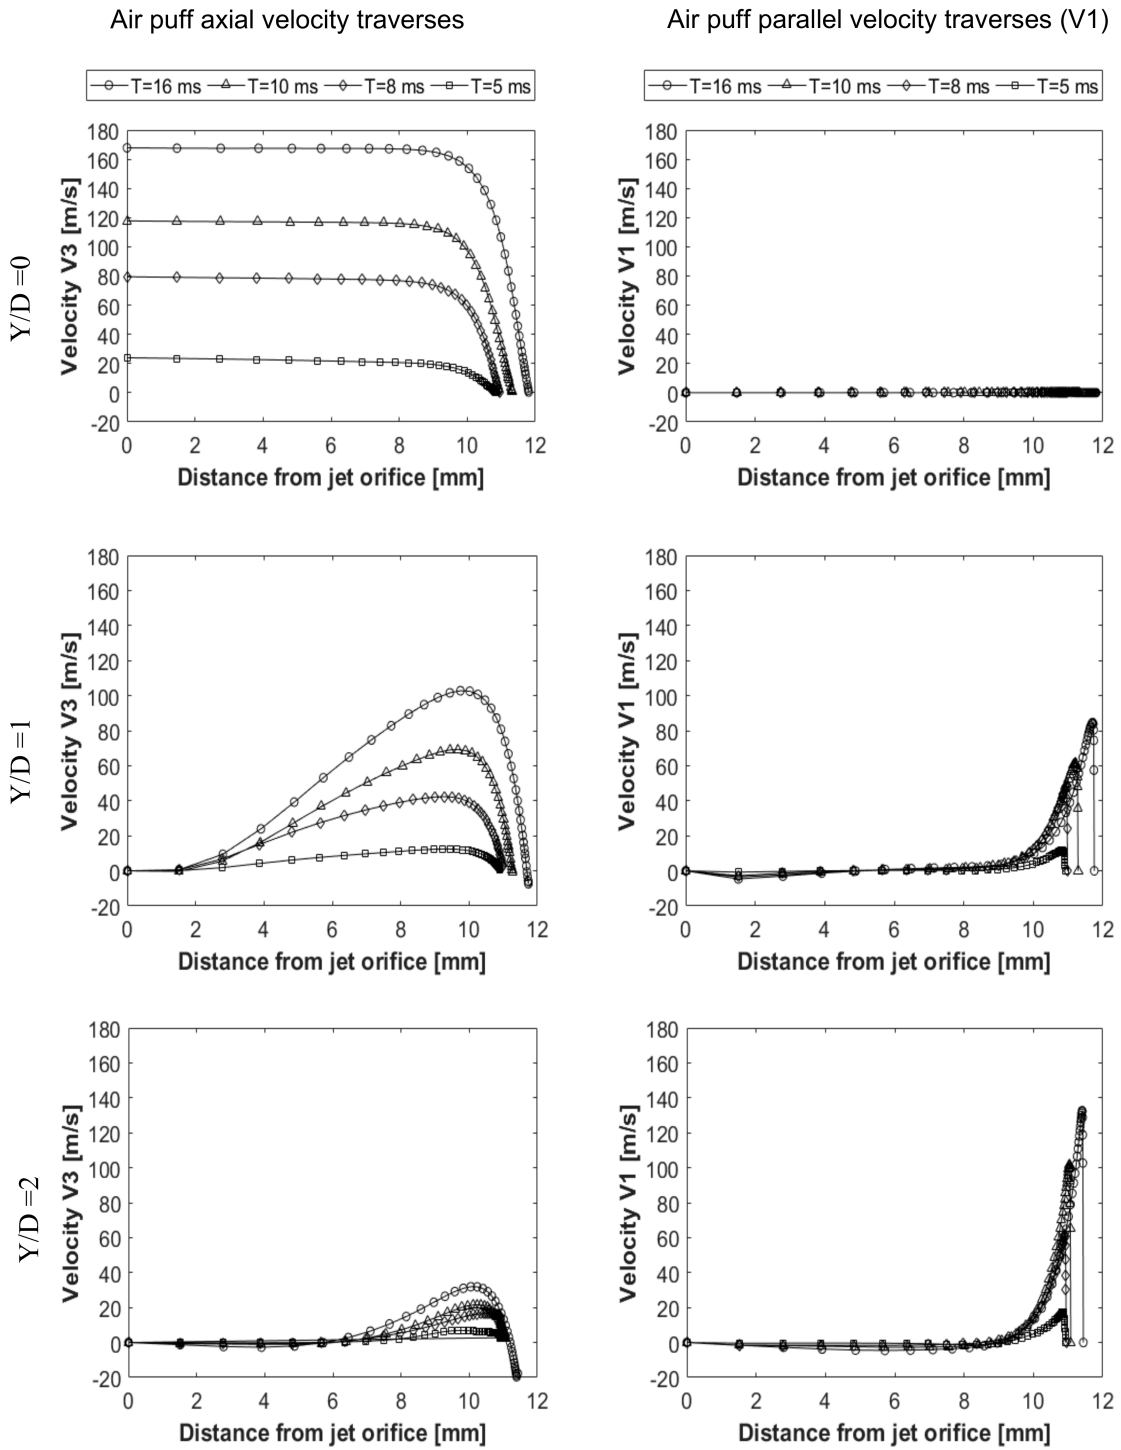 Air puff axial velocity traverses
Air puff parallel velocity traverses (V1)
T=16 ms T=10 ms T=8 ms T=5 ms
T=16 ms T=10 ms T=8 ms T=5 ms
Y/D =0
Velocity V3 [m/s]
180
160
140
120
100
80
60
40
20
0
-20
0 2 4 6 8 10 12
Distance from jet orifice [mm]
Velocity V1 [m/s]
180
160
140
120
100
80
60
40
20
0
-20
0 2 4 6 8 10 12
Distance from jet orifice [mm]
Y/D =1
Velocity V3 [m/s]
180
160
140
120
100
80
60
40
20
0
-20
0 2 4 6 8 10 12
Distance from jet orifice [mm]
Velocity V1 [m/s]
180
160
140
120
100
80
60
40
20
0
-20
0 2 4 6 8 10 12
Distance from jet orifice [mm]
Y/D =2
Velocity V3 [m/s]
180
160
140
120
100
80
60
40
20
0
-20
0 2 4 6 8 10 12
Distance from jet orifice [mm]
Velocity V1 [m/s]
180
160
140
120
100
80
60
40
20
0
-20
0 2 4 6 8 10 12
Distance from jet orifice [mm]